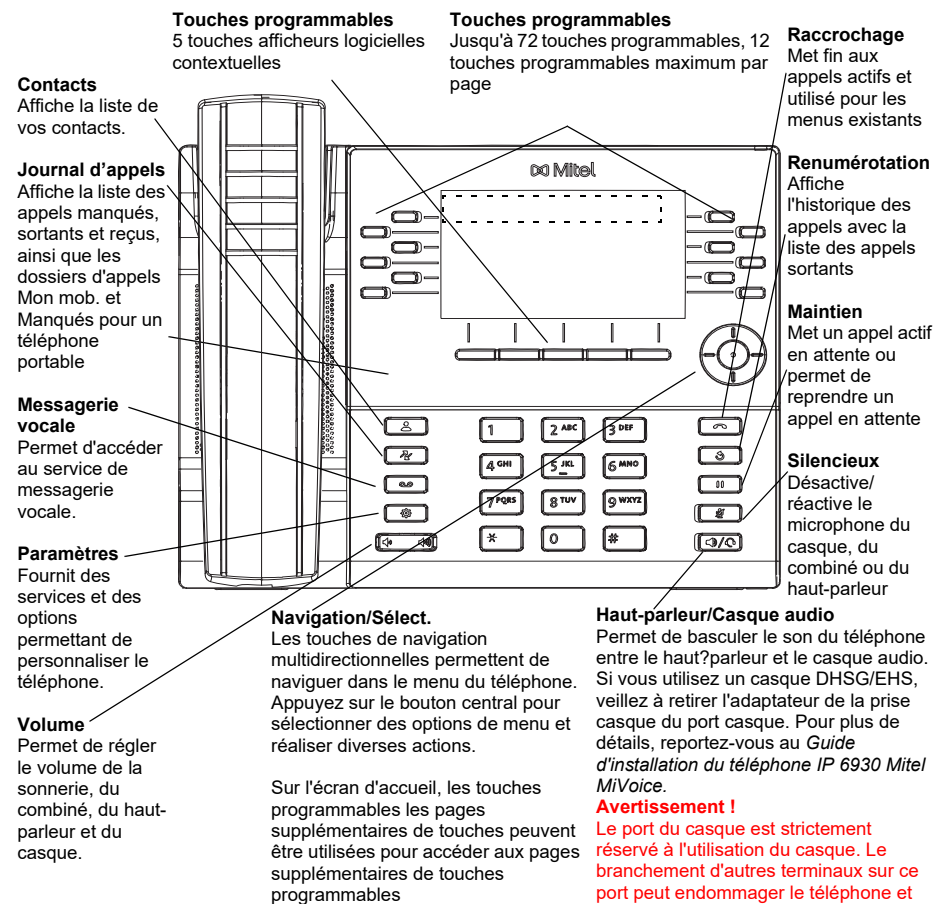 Touches programmables
5 touches afficheurs logicielles
contextuelles
Touches programmables
Jusqu'à 72 touches programmables, 12
touches programmables maximum par
page
Raccrochage
Met fin aux
appels actifs et
utilisé pour les
menus existants
Contacts
Affiche la liste de
vos contacts.
Journal d'appels
Affiche la liste des
appels manqués,
sortants et reçus,
ainsi que les
dossiers d'appels
Mon mob. et
Manqués pour un
téléphone
portable
Messagerie
vocale
Permet d'accéder
au service de
messagerie
vocale.
Paramètres
Fournit des
services et des
options
permettant de
personnaliser le
téléphone.
Volume
Permet de régler
le volume de la
sonnerie, du
combiné, du haut-
parleur et du
casque.
Mitel
1
2 ABC
3 DEF
4 GHI
5 JKL
6 MNO
7 PQRS
8 TUV
9 WXYZ
*
0
#
Renumérotation
Affiche
l'historique des
appels avec la
liste des appels
sortants
Maintien
Met un appel actif
en attente ou
permet de
reprendre un
appel en attente
Silencieux
Désactive/
réactive le
microphone du
casque, du
combiné ou du
haut-parleur
Navigation/Sélect.
Les touches de navigation
multidirectionnelles permettent de
naviguer dans le menu du téléphone.
Appuyez sur le bouton central pour
sélectionner des options de menu et
réaliser diverses actions.
Sur l'écran d'accueil, les touches
programmables les pages
supplémentaires de touches peuvent
être utilisées pour accéder aux pages
supplémentaires de touches
programmables
Haut-parleur/Casque audio
Permet de basculer le son du téléphone
entre le haut?parleur et le casque audio.
Si vous utilisez un casque DHSG/EHS,
veillez à retirer l'adaptateur de la prise
casque du port casque. Pour plus de
détails, reportez-vous au Guide
d'installation du téléphone IP 6930 Mitel
MiVoice.
Avertissement !
Le port du casque est strictement
réservé à l'utilisation du casque. Le
branchement d'autres terminaux sur ce
port peut endommager le téléphone et